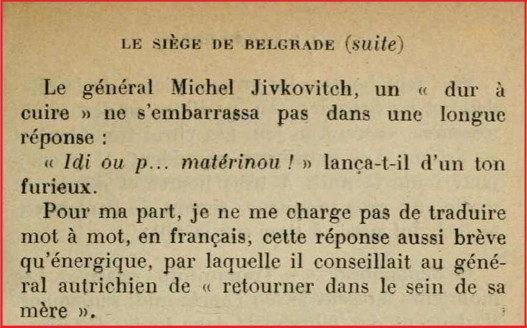 LE SIÈGE DE BELGRADE (suite)
Le général Michel Jivkovitch, un « dur à
cuire » ne s'embarrassa pas dans une longue
réponse :
« Idi ou p... matérinou ! » lança-t-il d'un ton
furieux.
Pour ma part, je ne me charge pas de traduire
mot à mot, en français, cette réponse aussi brève
qu'énergique, par laquelle il conseillait au géné-
ral autrichien de « retourner dans le sein de sa
mère ».